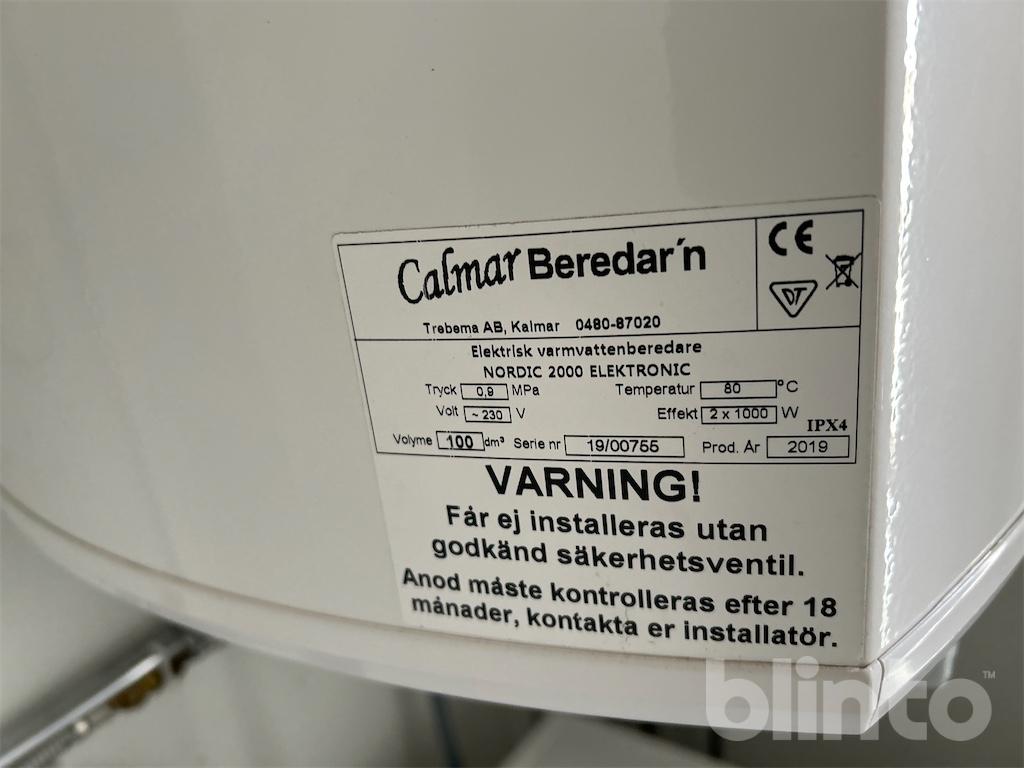 Calmar Beredar´n
CE
DT
Trebema AB, Kalmar 0480-87020
Elektrisk varmvattenberedare
NORDIC 2000 ELEKTRONIC
Tryck 0,9 MPa Temperatur 80 °C
Volt ~ 230 V Effekt 2 x 1000 W
IPX4
Volyme 100 dm³ Serie nr 19/00755 Prod. År 2019
VARNING!
Får ej installeras utan
godkänd säkerhetsventil.
Anod måste kontrolleras efter 18
månader, kontakta er installatör.
blinto™